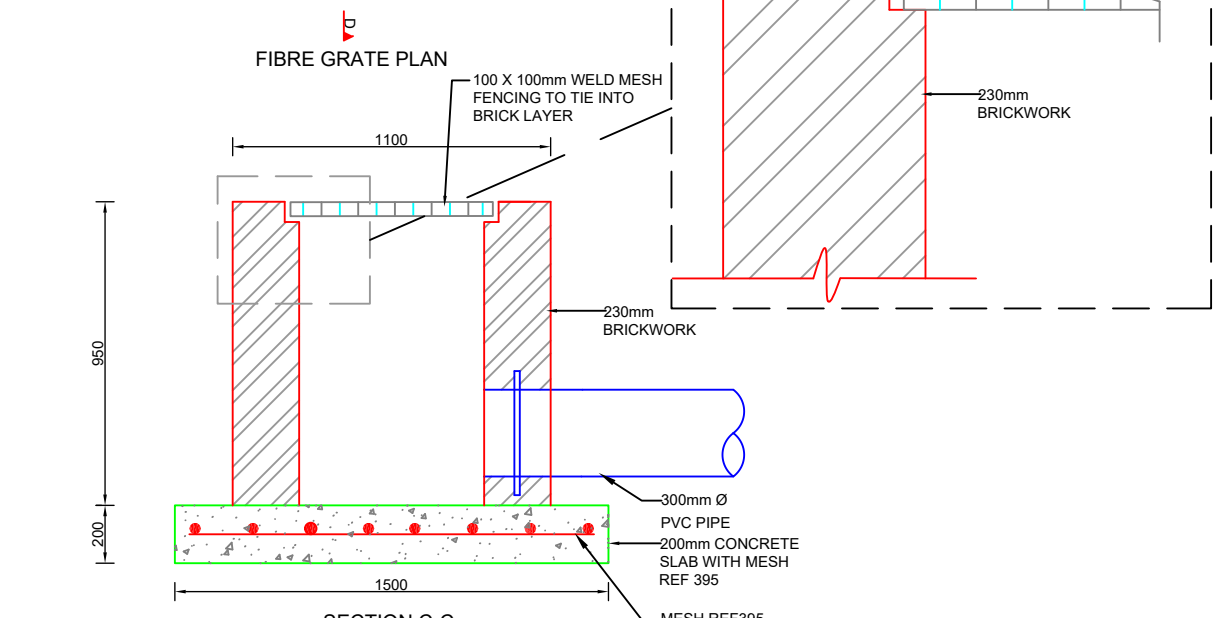 D
FIBRE GRATE PLAN
100 X 100mm WELD MESH
FENCING TO TIE INTO
BRICK LAYER
1100
230mm
BRICKWORK
950
230mm
BRICKWORK
300mm Ø
PVC PIPE
200
200mm CONCRETE
SLAB WITH MESH
REF 395
1500
MESH REF395